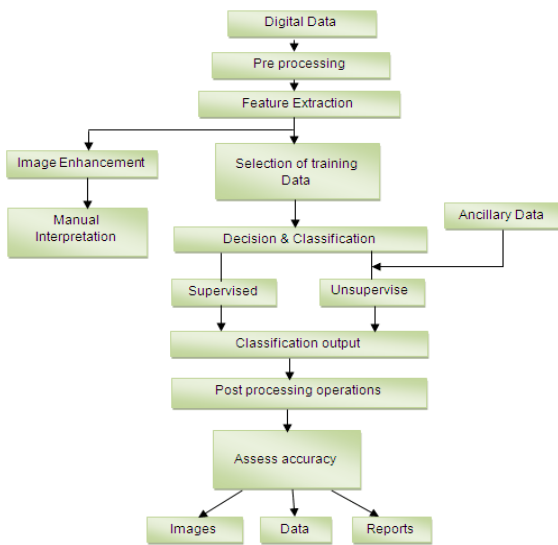 Digital Data
Pre processing
Feature Extraction
Image Enhancement
Selection of training
Data
Manual
Interpretation
Ancillary Data
Decision & Classification
Supervised
Unsupervise
Classification output
Post processing operations
Assess accuracy
Images
Data
Reports